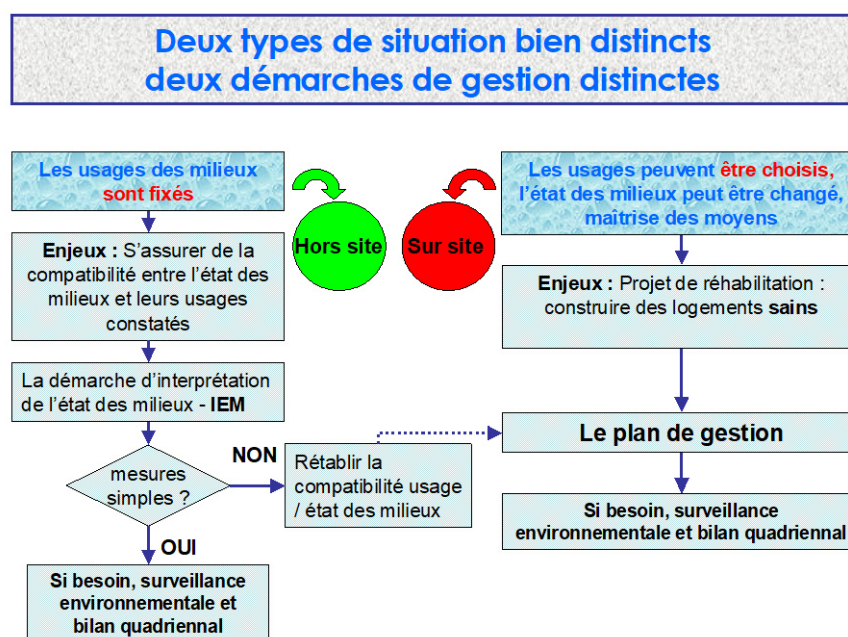 Deux types de situation bien distincts
deux démarches de gestion distinctes
Les usages des milieux
sont fixés
Enjeux : S'assurer de la
compatibilité entre l'état des
milieux et leurs usages
constatés
La démarche d'interprétation
de l'état des milieux - IEM
mesures
simples ?
NON
OUI
Rétablir la
compatibilité usage
/ état des milieux
Si besoin, surveillance
environnementale et
bilan quadriennal
Hors site
Sur site
Les usages peuvent être choisis,
l'état des milieux peut être changé,
maîtrise des moyens
Enjeux : Projet de réhabilitation :
construire des logements sains
Le plan de gestion
Si besoin, surveillance
environnementale et bilan quadriennal